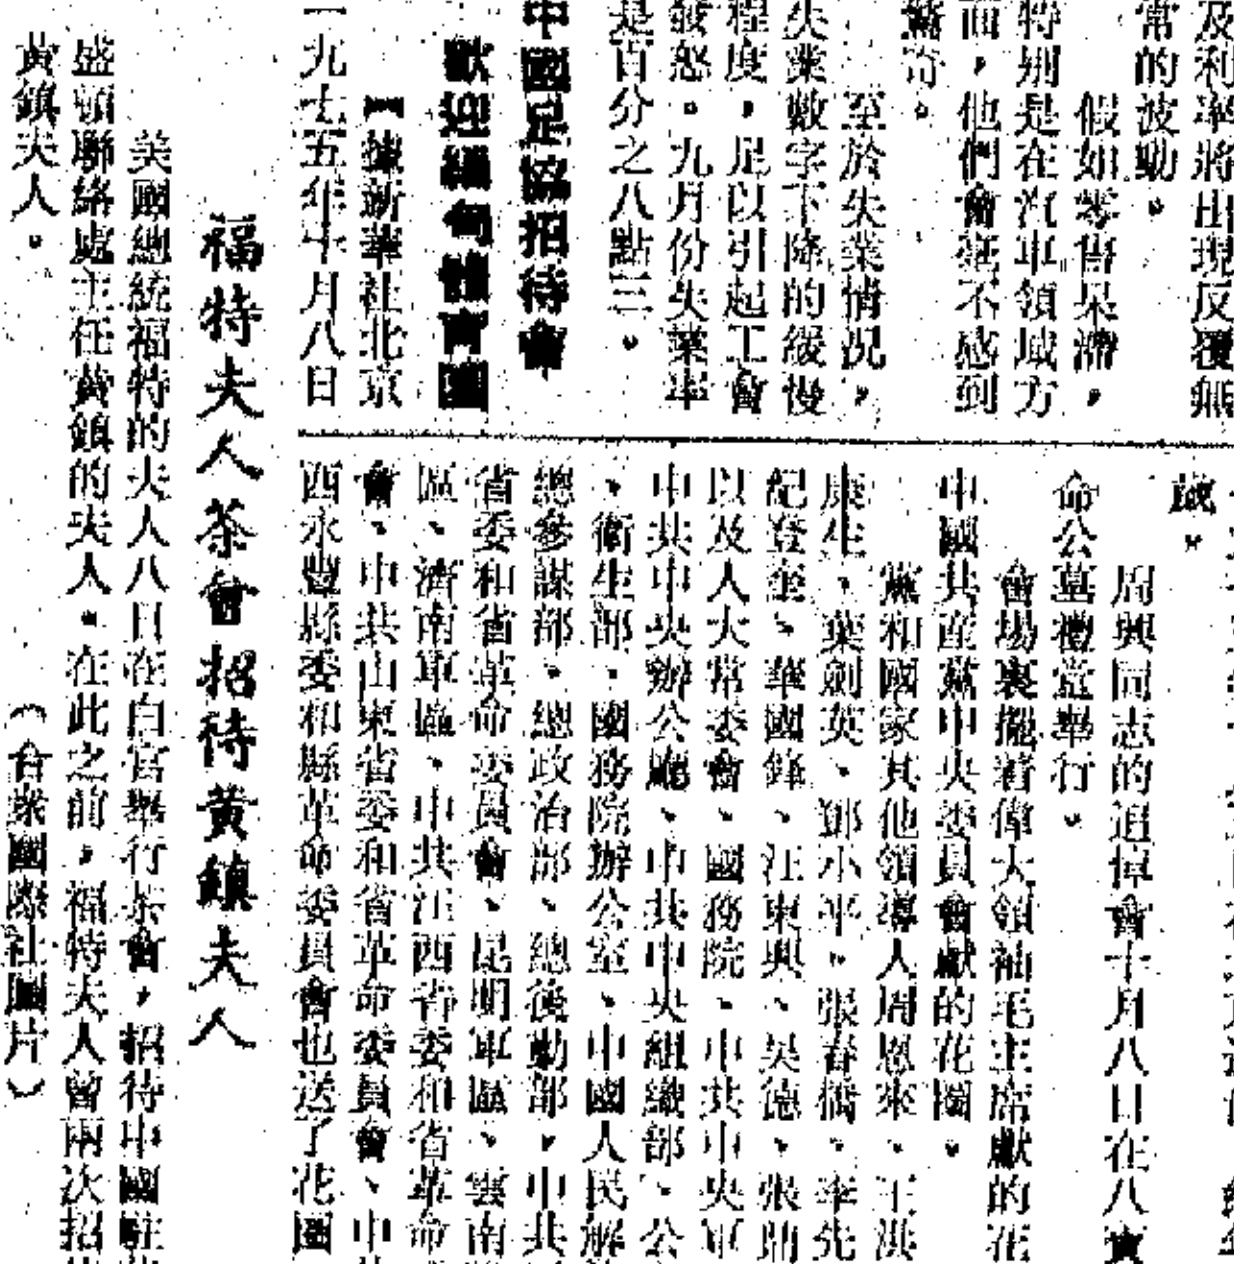 及利率將出現反覆無
常的波動。
假如零售呆滯，
特別是在汽車領域方
面，他們會毫不感到
驚奇。
至於失業情況，
失業數字下降的緩慢
程度，足以引起工會
發怒。九月份失業率
是百分之八點三。
中國足協招待會
歡迎緬甸體育團
【據新華社北京
一九七五年十月八日
歲。
周興同志的追悼會十月八日在八寶
命公墓禮堂舉行。
會場裏擺着偉大領袖毛主席獻的花
中國共産黨中央委員會獻的花圈。
黨和國家其他領導人周恩來、王洪
康生、葉劍英、鄧小平、張春橋、李先
紀登奎、華國鋒、汪東興、吳德、張鼎
以及人大常委會、國務院、中共中央軍
中共中央辦公廳、中共中央組織部、公
、衛生部、國務院辦公室、中國人民解
總參謀部、總政治部、總後勤部，中共
省委和省革命委員會、昆明軍區、雲南
區、濟南軍區、中共江西省委和省革命
會、中共山東省委和省革命委員會、中
西永豐縣委和縣革命委員會也送了花圈
福特夫人茶會招待黃鎮夫人
美國總統福特的夫人八日在白宮舉行茶會，招待中國駐
盛頓聯絡處主任黃鎮的夫人。在此之前，福特夫人曾兩次招
黃鎮夫人。
（合衆國際社圖片）